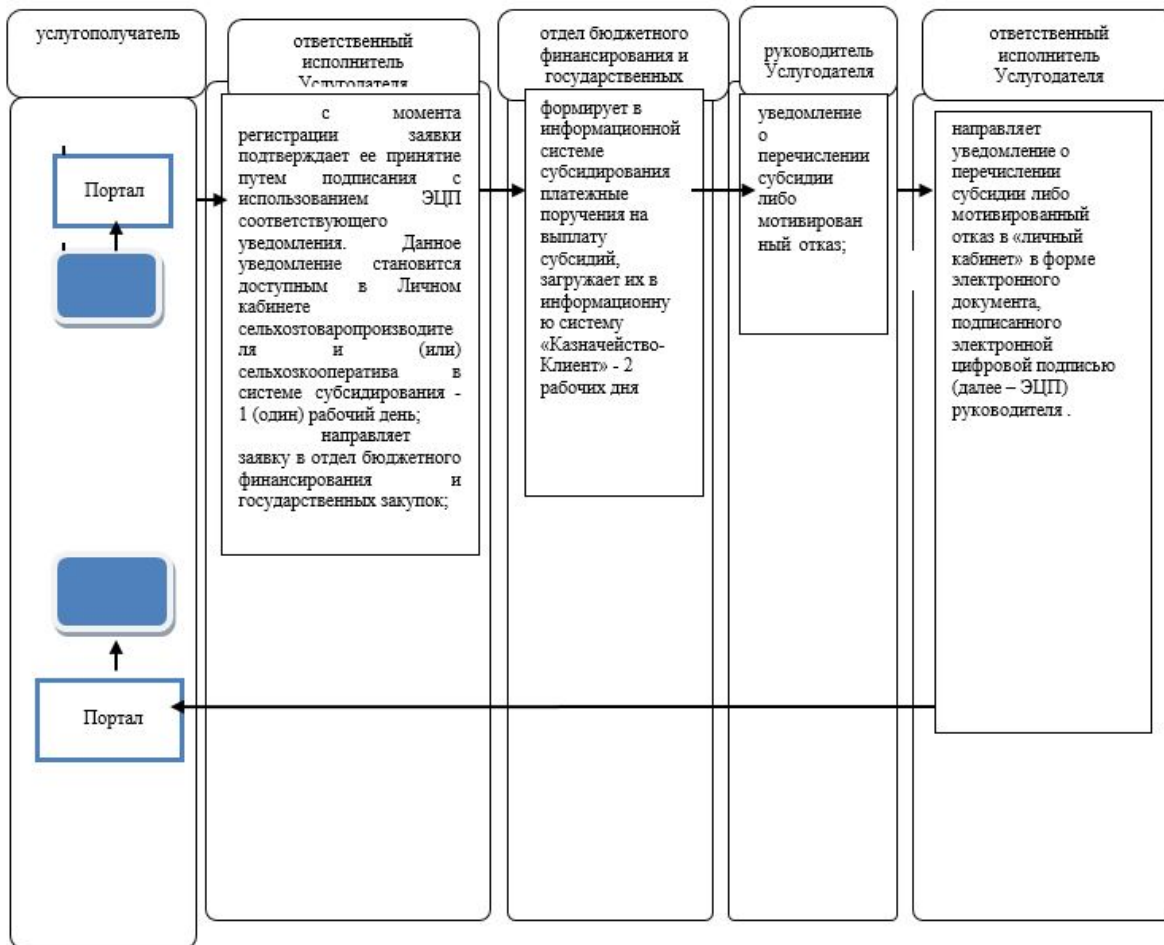 услугополучатель
ответственный
исполнитель
Услугодателя
отдел бюджетного
финансирования и
государственных
руководитель
Услугодателя
ответственный
исполнитель
Услугодателя
Портал
с момента
регистрации заявки
подтверждает ее принятие
путем подписания с
использованием ЭЦП
соответствующего
уведомления. Данное
уведомление становится
доступным в Личном
кабинете
сельхозтоваропроизводите
ля и (или)
сельхозкооператива в
системе субсидирования -
1 (один) рабочий день;
направляет
заявку в отдел бюджетного
финансирования и
государственных закупок;
формирует в
информационной
системе
субсидирования
платежные
поручения на
выплату
субсидий,
загружает их в
информационну
ю систему
«Казначейство-
Клиент» - 2
рабочих дня
уведомление
о
перечислении
субсидии
либо
мотивирован
ный отказ;
направляет
уведомление о
перечислении
субсидии либо
мотивированный
отказ в «личный
кабинет» в форме
электронного
документа,
подписанного
электронной
цифровой подписью
(далее – ЭЦП)
руководителя .
Портал